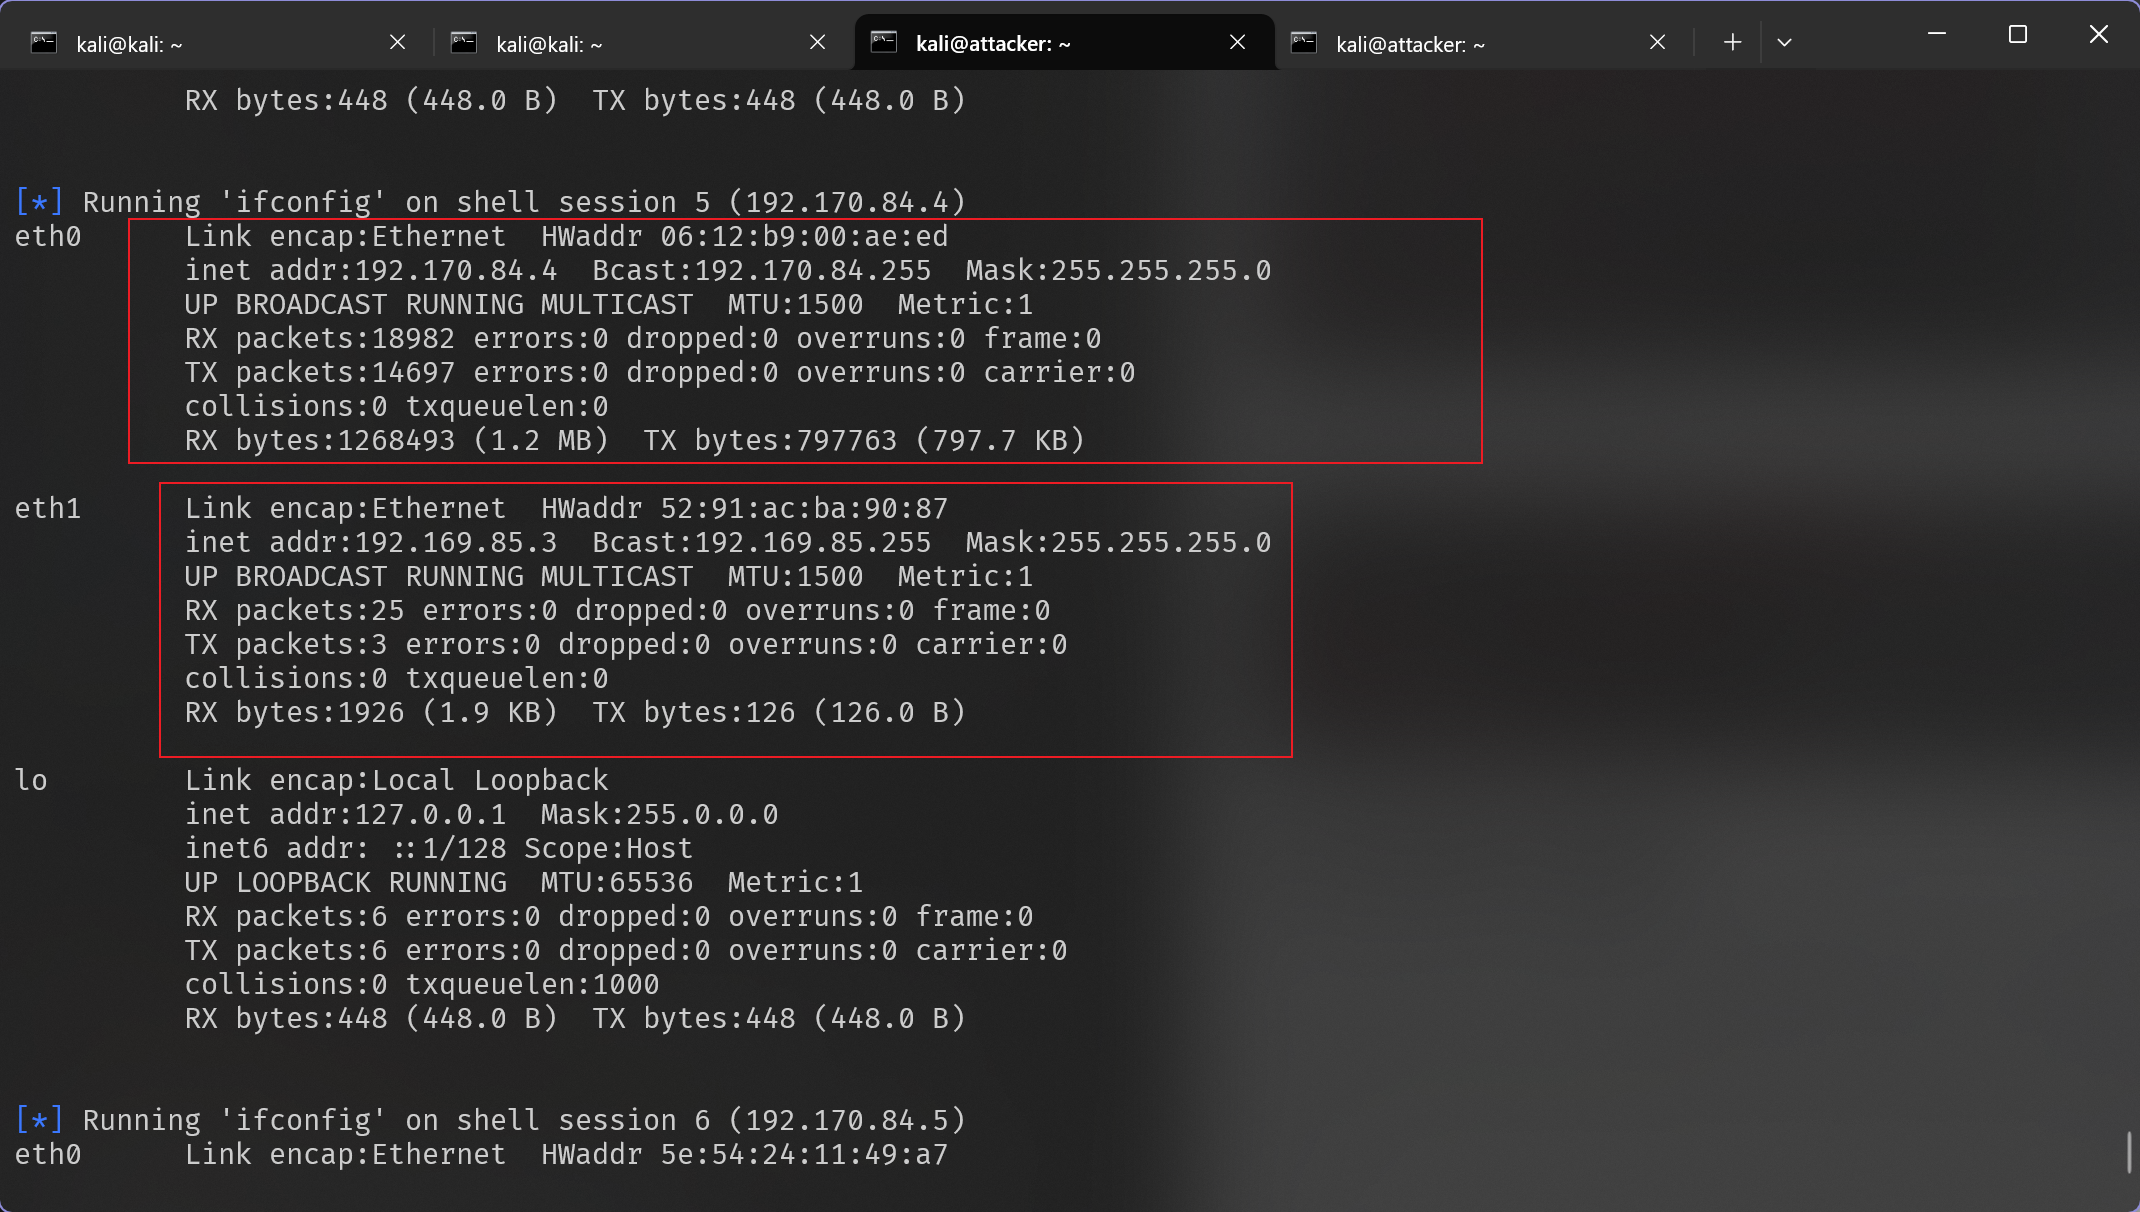 kali@kali: ~ kali@kali: ~ kali@attacker: ~ kali@attacker: ~
RX bytes:448 (448.0 B)  TX bytes:448 (448.0 B)
[*] Running 'ifconfig' on shell session 5 (192.170.84.4)
eth0      Link encap:Ethernet  HWaddr 06:12:b9:00:ae:ed
inet addr:192.170.84.4  Bcast:192.170.84.255  Mask:255.255.255.0
UP BROADCAST RUNNING MULTICAST  MTU:1500  Metric:1
RX packets:18982 errors:0 dropped:0 overruns:0 frame:0
TX packets:14697 errors:0 dropped:0 overruns:0 carrier:0
collisions:0 txqueuelen:0
RX bytes:1268493 (1.2 MB)  TX bytes:797763 (797.7 KB)
eth1      Link encap:Ethernet  HWaddr 52:91:ac:ba:90:87
inet addr:192.169.85.3  Bcast:192.169.85.255  Mask:255.255.255.0
UP BROADCAST RUNNING MULTICAST  MTU:1500  Metric:1
RX packets:25 errors:0 dropped:0 overruns:0 frame:0
TX packets:3 errors:0 dropped:0 overruns:0 carrier:0
collisions:0 txqueuelen:0
RX bytes:1926 (1.9 KB)  TX bytes:126 (126.0 B)
lo        Link encap:Local Loopback
inet addr:127.0.0.1  Mask:255.0.0.0
inet6 addr: ::1/128 Scope:Host
UP LOOPBACK RUNNING  MTU:65536  Metric:1
RX packets:6 errors:0 dropped:0 overruns:0 frame:0
TX packets:6 errors:0 dropped:0 overruns:0 carrier:0
collisions:0 txqueuelen:1000
RX bytes:448 (448.0 B)  TX bytes:448 (448.0 B)
[*] Running 'ifconfig' on shell session 6 (192.170.84.5)
eth0      Link encap:Ethernet  HWaddr 5e:54:24:11:49:a7